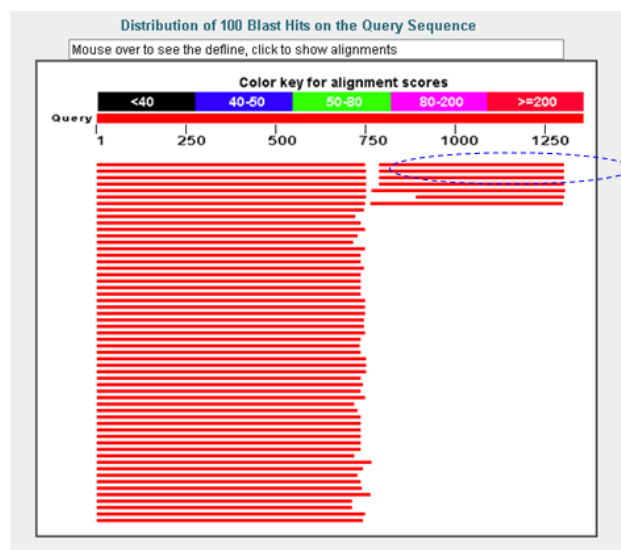 Distribution of 100 Blast Hits on the Query Sequence
Mouse over to see the defline, click to show alignments
Color key for alignment scores
<40 40-50 50-80 80-200 >=200
Query
1 250 500 750 1000 1250